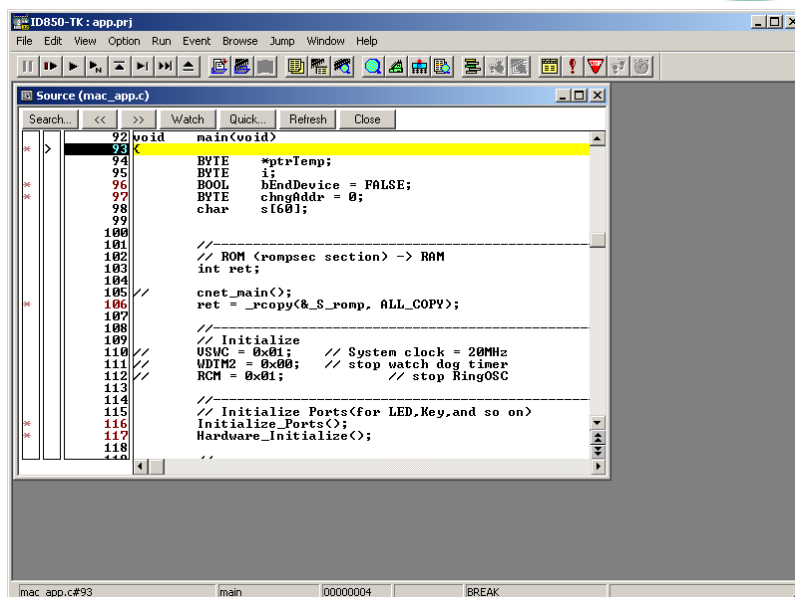 ID850-TK : app.prj
File Edit View Option Run Event Browse Jump Window Help
Source (mac_app.c)
Search... << >> Watch Quick... Refresh Close
92 void main(void)
* > 93 {
94 BYTE *ptrTemp;
95 BYTE i;
* 96 BOOL bEndDevice = FALSE;
* 97 BYTE chngAddr = 0;
98 char s[60];
99
100
101 //-----------------------------------------------
102 // ROM (rompsec section) -> RAM
103 int ret;
104
105 // cnet_main();
* 106 ret = _rcopy(&_S_romp, ALL_COPY);
107
108 //-----------------------------------------------
109 // Initialize
110 // VSWC = 0x01; // System clock = 20MHz
111 // WDTM2 = 0x00; // stop watch dog timer
112 // RCM = 0x01; // stop RingOSC
113
114 //-----------------------------------------------
115 // Initialize Ports(for LED,Key,and so on)
* 116 Initialize_Ports();
* 117 Hardware_Initialize();
118
mac_app.c#93 main 00000004 BREAK